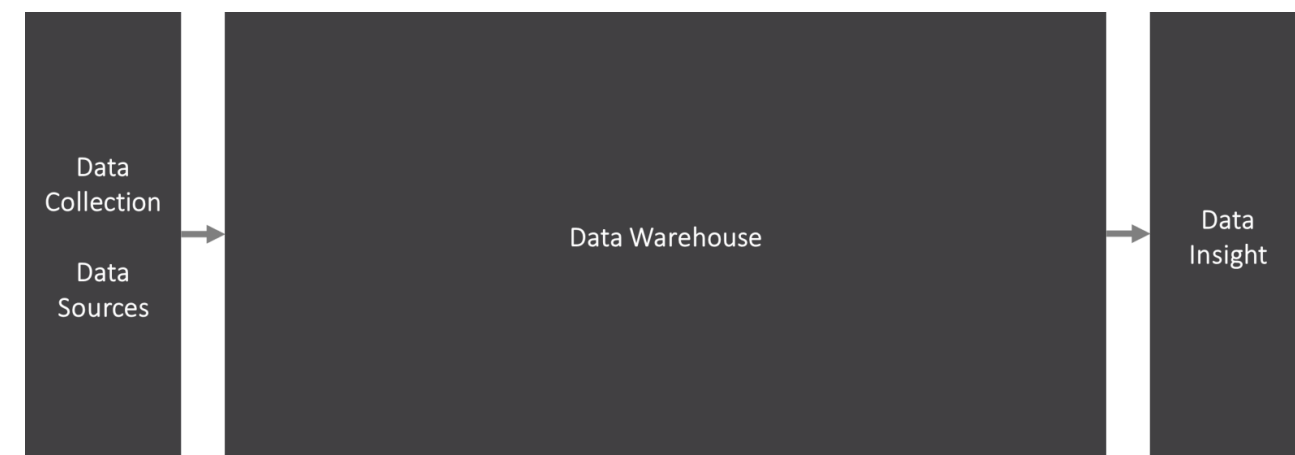 Data
Collection
Data
Sources
Data Warehouse
Data
Insight